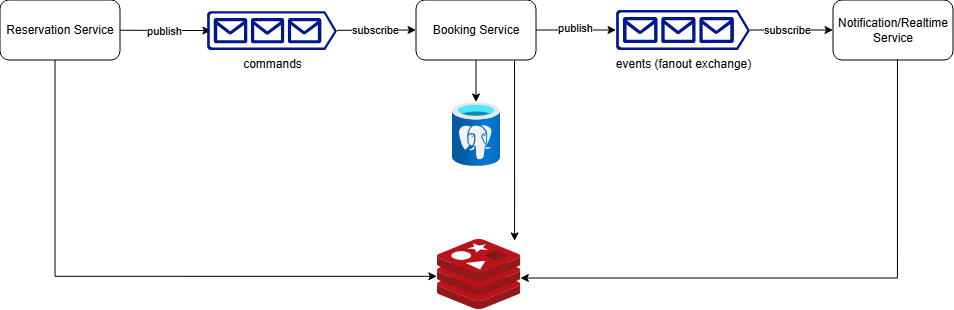 Reservation Service
publish
subscribe
Booking Service
publish
subscribe
Notification/Realtime
Service
commands
events (fanout exchange)